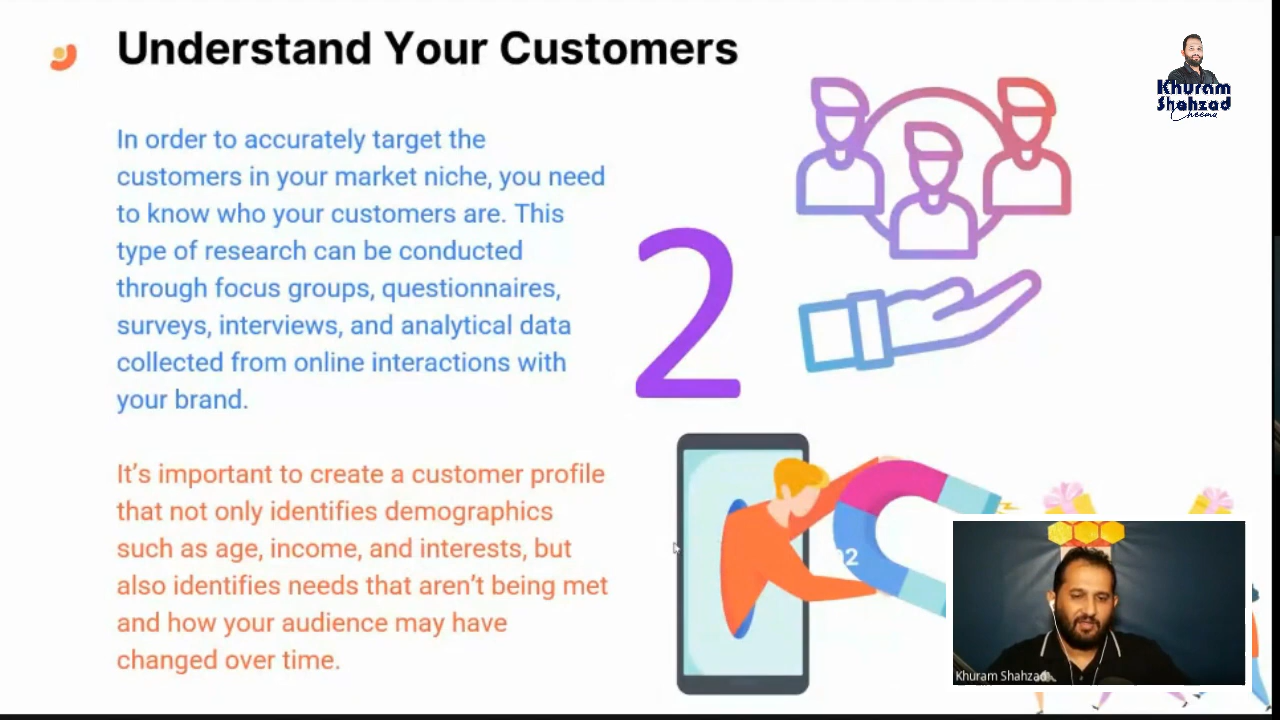 Understand Your Customers
Khuram
Shahzad
Cheema
In order to accurately target the
customers in your market niche, you need
to know who your customers are. This
type of research can be conducted
through focus groups, questionnaires,
surveys, interviews, and analytical data
collected from online interactions with
your brand.
2
It’s important to create a customer profile
that not only identifies demographics
such as age, income, and interests, but
also identifies needs that aren’t being met
and how your audience may have
changed over time.
Khuram Shahzad